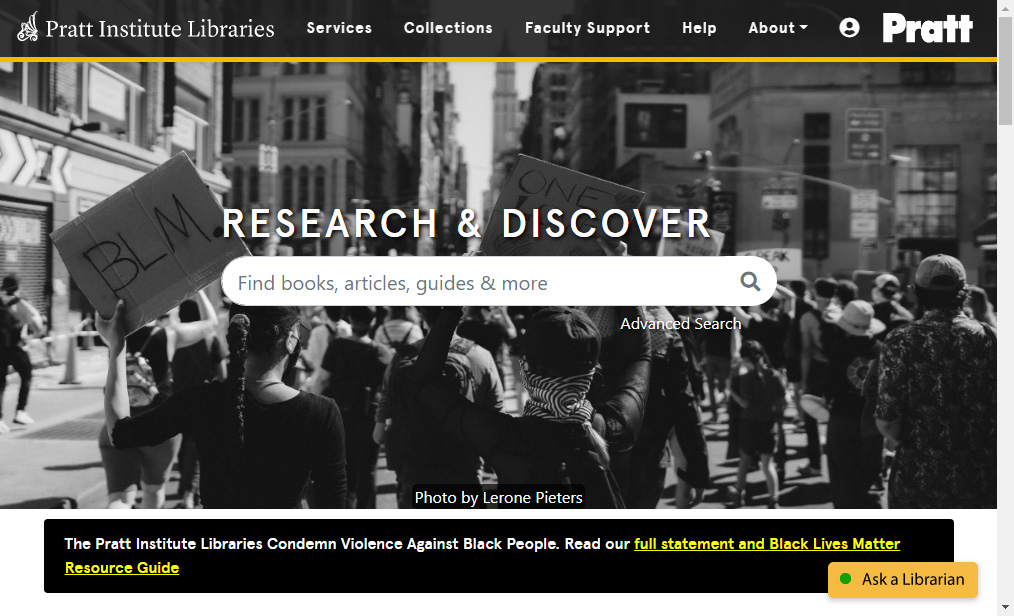 Pratt Institute Libraries
Services
Collections
Faculty Support
Help
About
Pratt
BLM.
ONE
RESEARCH & DISCOVER
Find books, articles, guides & more
Advanced Search
Photo by Lerone Pieters
The Pratt Institute Libraries Condemn Violence Against Black People. Read our full statement and Black Lives Matter
Resource Guide
Ask a Librarian